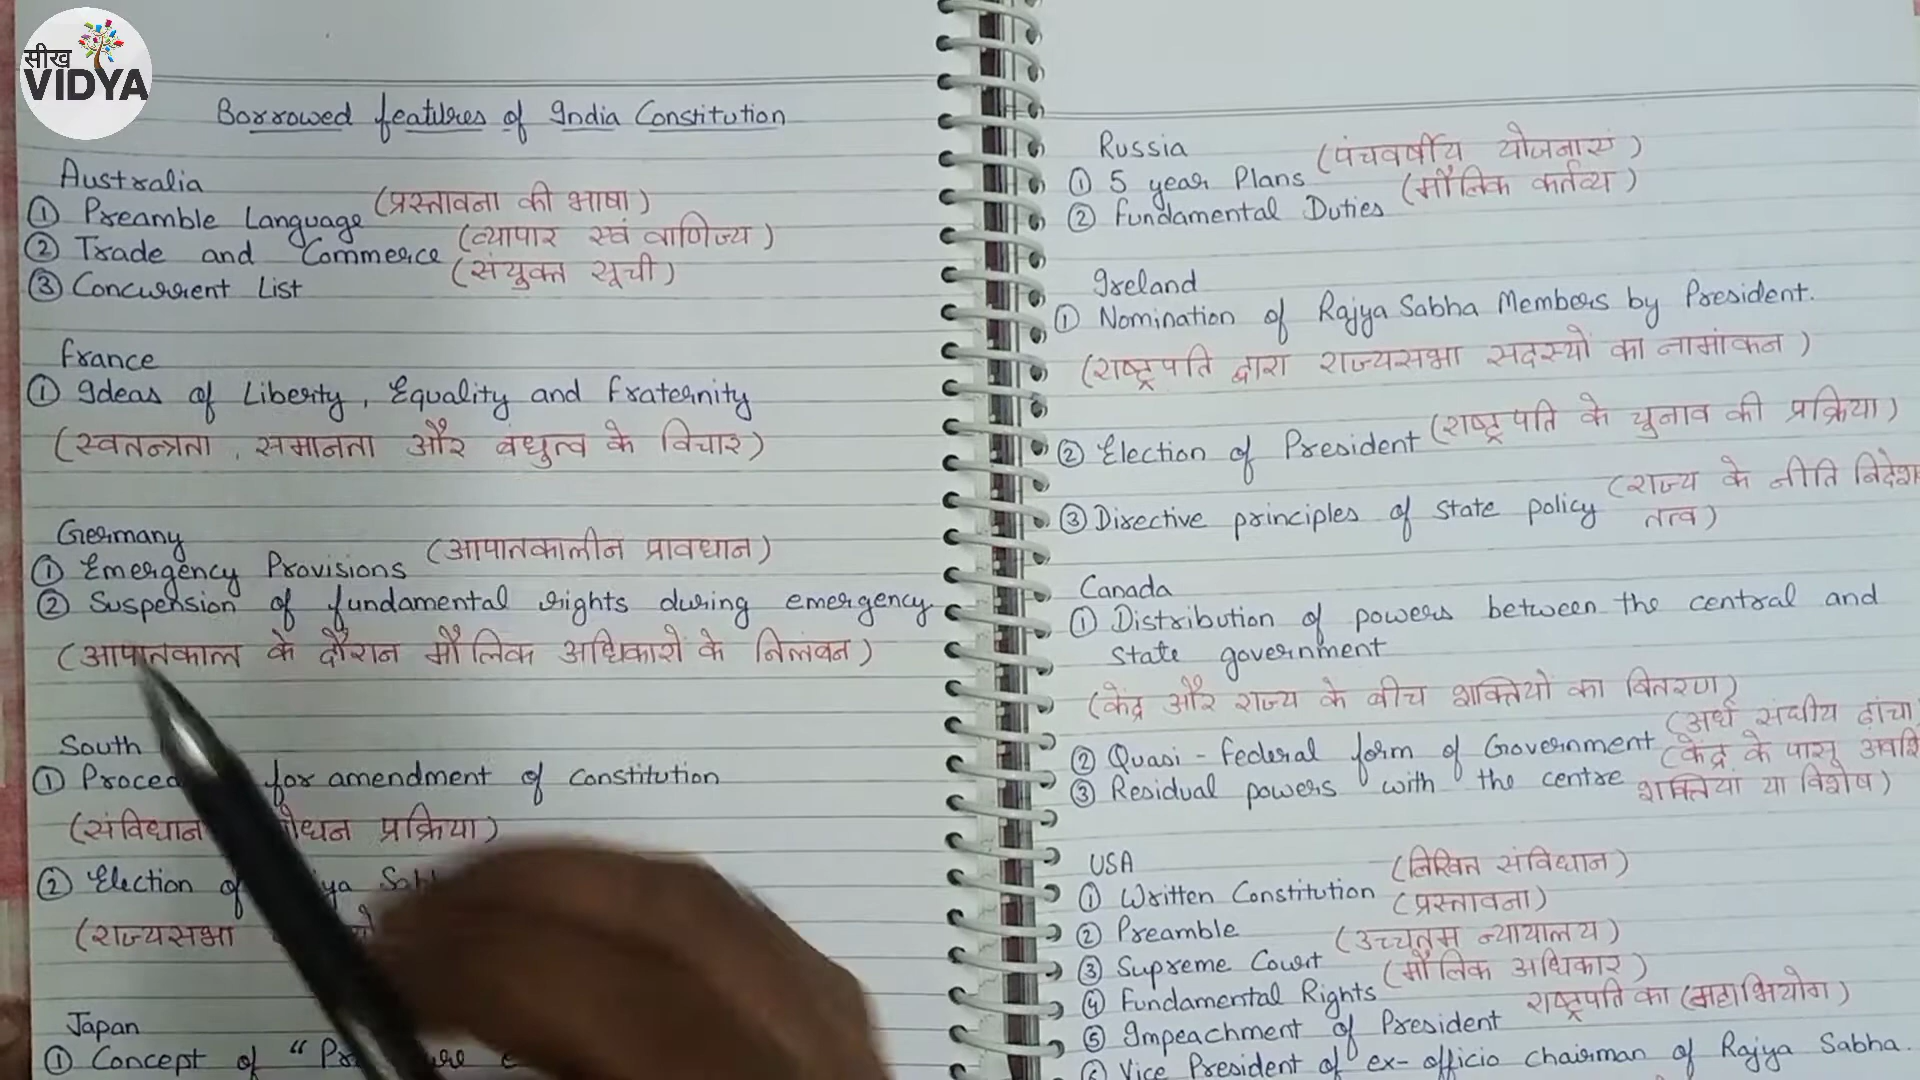 सीख
VIDYA
Borrowed features of India Constitution
Australia
① Preamble Language (प्रस्तावना की भाषा)
② Trade and Commerce (व्यापार एवं वाणिज्य)
③ Concurrent List (संयुक्त सूची)
France
① Ideas of Liberty, Equality and Fraternity
(स्वतन्त्रता, समानता और बंधुत्व के विचार)
Germany
① Emergency Provisions (आपातकालीन प्रावधान)
② Suspension of fundamental rights during emergency
(आपातकाल के दौरान मौलिक अधिकारों के निलंबन)
South
① for amendment of constitution
(संविधान प्रक्रिया)
② Election of
(राज्यसभा
Japan
① Concept of "
Russia
① 5 year Plans (पंचवर्षीय योजनाएं)
② Fundamental Duties (मौलिक कर्तव्य)
Ireland
① Nomination of Rajya Sabha Members by President.
(राष्ट्रपति द्वारा राज्यसभा सदस्यों का नामांकन)
② Election of President (राष्ट्रपति के चुनाव की प्रक्रिया)
③ Directive principles of state policy (राज्य के नीति निदेशक
तत्व)
Canada
① Distribution of powers between the central and
state government
(केंद्र और राज्य के बीच शक्तियों का वितरण)
② Quasi-Federal form of Government (अर्ध संघीय ढांचा)
③ Residual powers with the centre (केंद्र के पास
शक्तियां या विशेष)
USA
① Written Constitution (लिखित संविधान)
② Preamble (प्रस्तावना)
③ Supreme Court (उच्चतम न्यायालय)
④ Fundamental Rights (मौलिक अधिकार)
⑤ Impeachment of President राष्ट्रपति का (महाभियोग)
⑥ Vice President of ex-officio chairman of Rajya Sabha.